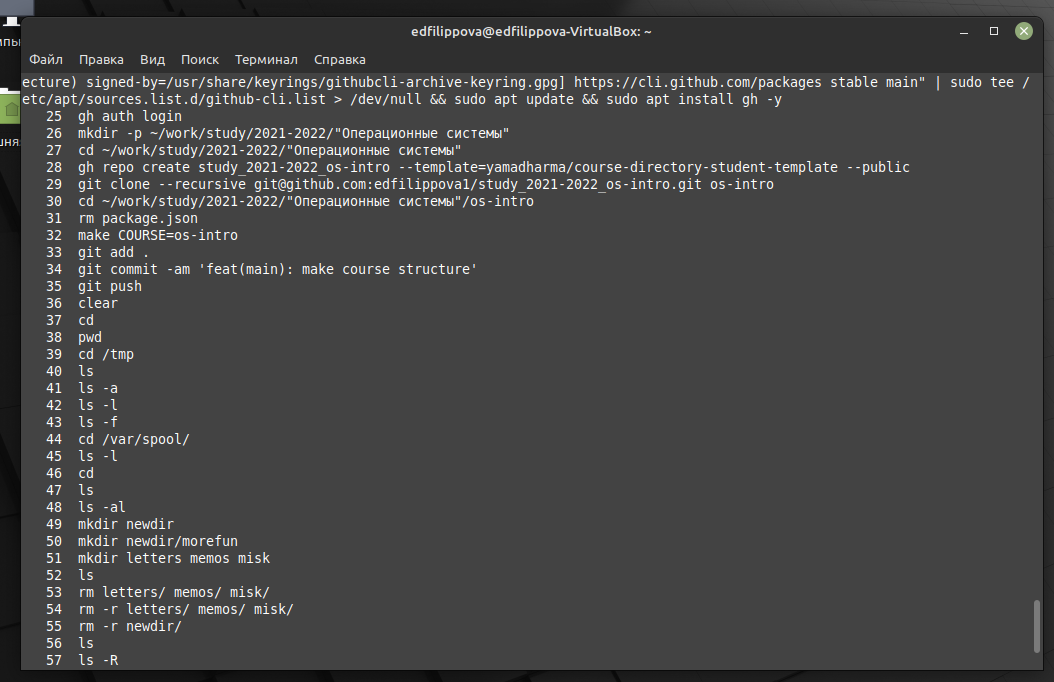 edfilippova@edfilippova-VirtualBox: ~
Файл Правка Вид Поиск Терминал Справка
ecture) signed-by=/usr/share/keyrings/githubcli-archive-keyring.gpg] https://cli.github.com/packages stable main" | sudo tee /
etc/apt/sources.list.d/github-cli.list > /dev/null && sudo apt update && sudo apt install gh -y
25 gh auth login
26 mkdir -p ~/work/study/2021-2022/"Операционные системы"
27 cd ~/work/study/2021-2022/"Операционные системы"
28 gh repo create study_2021-2022_os-intro --template=yamadharma/course-directory-student-template --public
29 git clone --recursive git@github.com:edfilippova1/study_2021-2022_os-intro.git os-intro
30 cd ~/work/study/2021-2022/"Операционные системы"/os-intro
31 rm package.json
32 make COURSE=os-intro
33 git add .
34 git commit -am 'feat(main): make course structure'
35 git push
36 clear
37 cd
38 pwd
39 cd /tmp
40 ls
41 ls -a
42 ls -l
43 ls -f
44 cd /var/spool/
45 ls -l
46 cd
47 ls
48 ls -al
49 mkdir newdir
50 mkdir newdir/morefun
51 mkdir letters memos misk
52 ls
53 rm letters/ memos/ misk/
54 rm -r letters/ memos/ misk/
55 rm -r newdir/
56 ls
57 ls -R